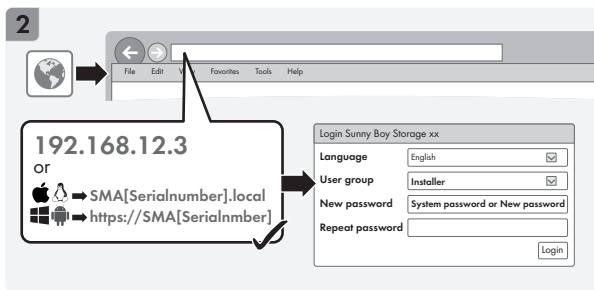 2
File Edit View Favorites Tools Help
192.168.12.3
or
SMA[Serialnumber].local
https://SMA[Serialnmber]
Login Sunny Boy Storage xx
Language English
User group Installer
New password System password or New password
Repeat password
Login